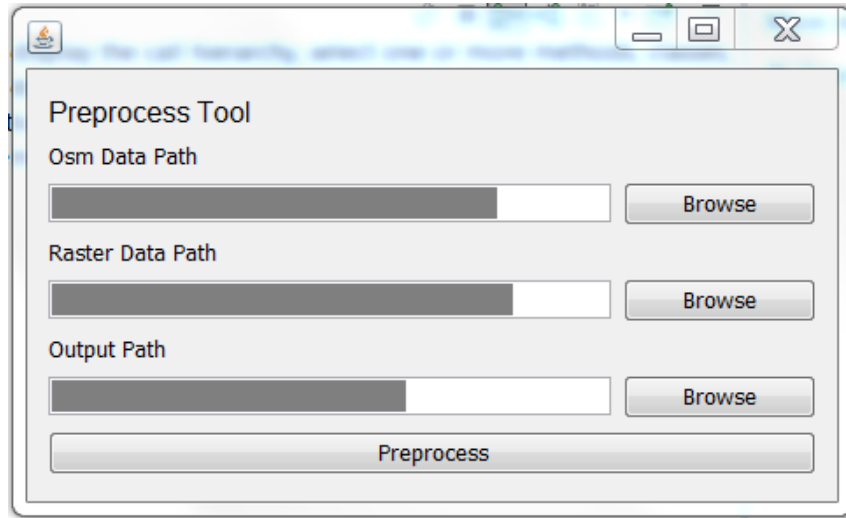 Preprocess Tool
Osm Data Path
Browse
Raster Data Path
Browse
Output Path
Browse
Preprocess